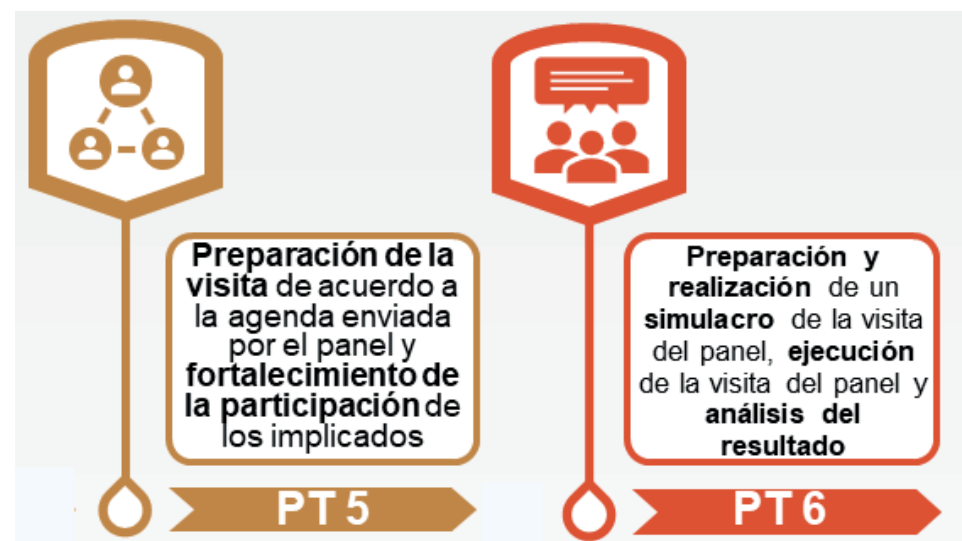 Preparación de la
visita de acuerdo a
la agenda enviada
por el panel y
fortalecimiento de
la participación de
los implicados
PT 5
Preparación y
realización de un
simulacro de la visita
del panel, ejecución
de la visita del panel y
análisis del
resultado
PT 6